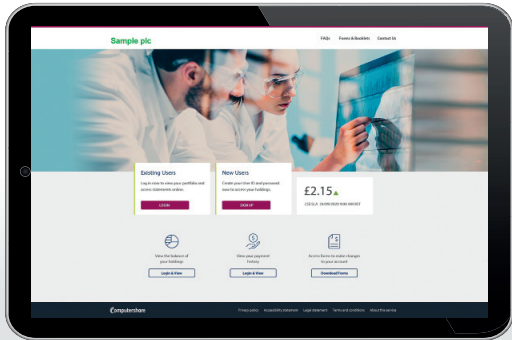 Sample plc
FAQs Forms & Booklets Contact Us
Existing Users
Log in now to view your portfolio and
access statements online.
LOGIN
New Users
Create your User ID and password
now to access your holdings.
SIGN UP
£2.15
View the balance of
your holdings
Login & View
View your payment
history
Login & View
Access forms to make changes
to your account
Download Forms
Computershare
Privacy policy Accessibility statement Legal statement Terms and conditions About this service